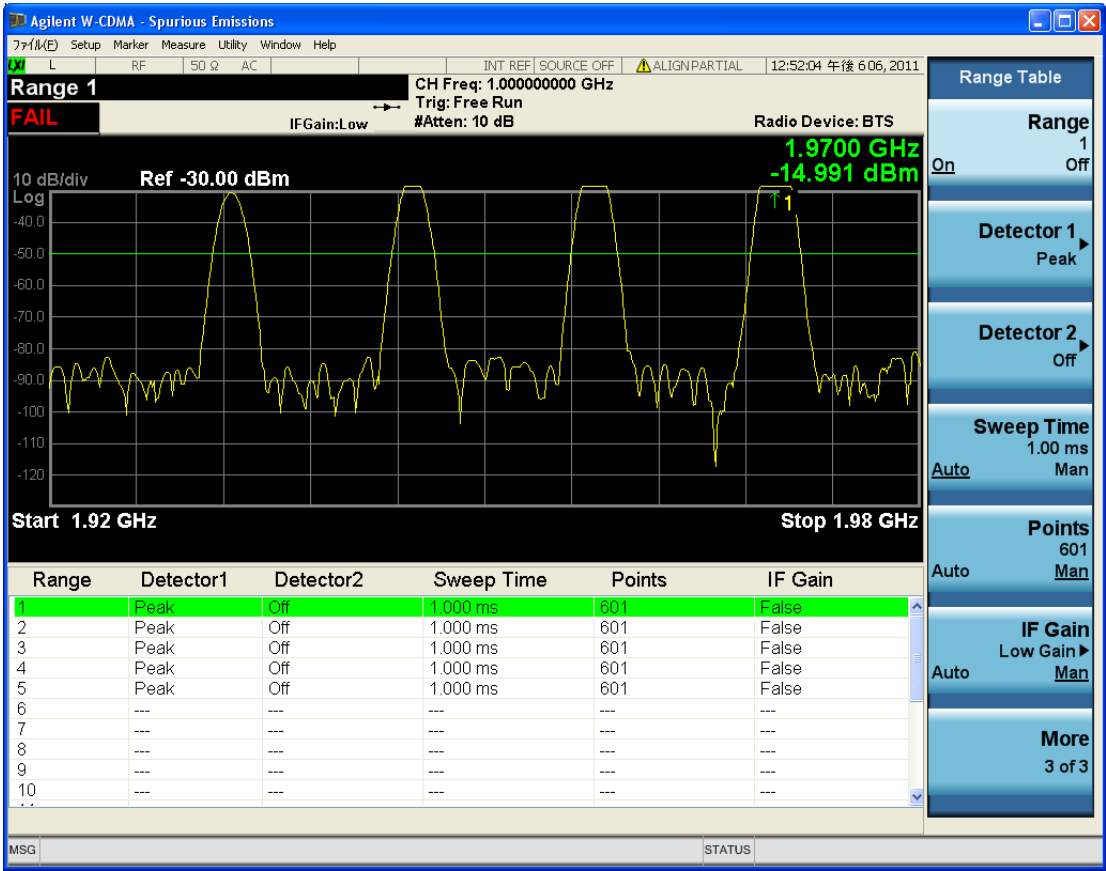 Agilent W-CDMA - Spurious Emissions
ファイル(F) Setup Marker Measure Utility Window Help
LXI L RF 50 Ω AC INT REF SOURCE OFF ALIGN PARTIAL 12:52:04 午後 6 06, 2011
Range 1
CH Freq: 1.000000000 GHz
Trig: Free Run
FAIL
IFGain:Low
#Atten: 10 dB
Radio Device: BTS
1.9700 GHz
-14.991 dBm
10 dB/div
Ref -30.00 dBm
Log
1
-40.0
-50.0
-60.0
-70.0
-80.0
-90.0
-100
-110
-120
Start 1.92 GHz Stop 1.98 GHz
Range Detector1 Detector2 Sweep Time Points IF Gain
1 Peak Off 1.000 ms 601 False
2 Peak Off 1.000 ms 601 False
3 Peak Off 1.000 ms 601 False
4 Peak Off 1.000 ms 601 False
5 Peak Off 1.000 ms 601 False
6 --- --- --- --- ---
7 --- --- --- --- ---
8 --- --- --- --- ---
9 --- --- --- --- ---
10 --- --- --- --- ---
MSG STATUS
Range Table
Range
1
On Off
Detector 1
Peak
Detector 2
Off
Sweep Time
1.00 ms
Auto Man
Points
601
Auto Man
IF Gain
Low Gain
Auto Man
More
3 of 3